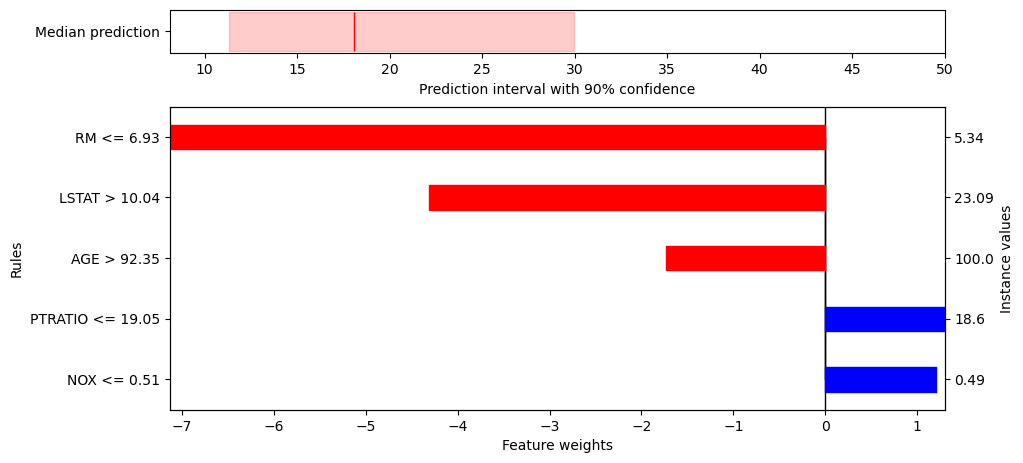 Median prediction
10 15 20 25 30 35 40 45 50
Prediction interval with 90% confidence
Rules
RM <= 6.93 5.34
LSTAT > 10.04 23.09
AGE > 92.35 100.0
PTRATIO <= 19.05 18.6
NOX <= 0.51 0.49
Instance values
−7 −6 −5 −4 −3 −2 −1 0 1
Feature weights